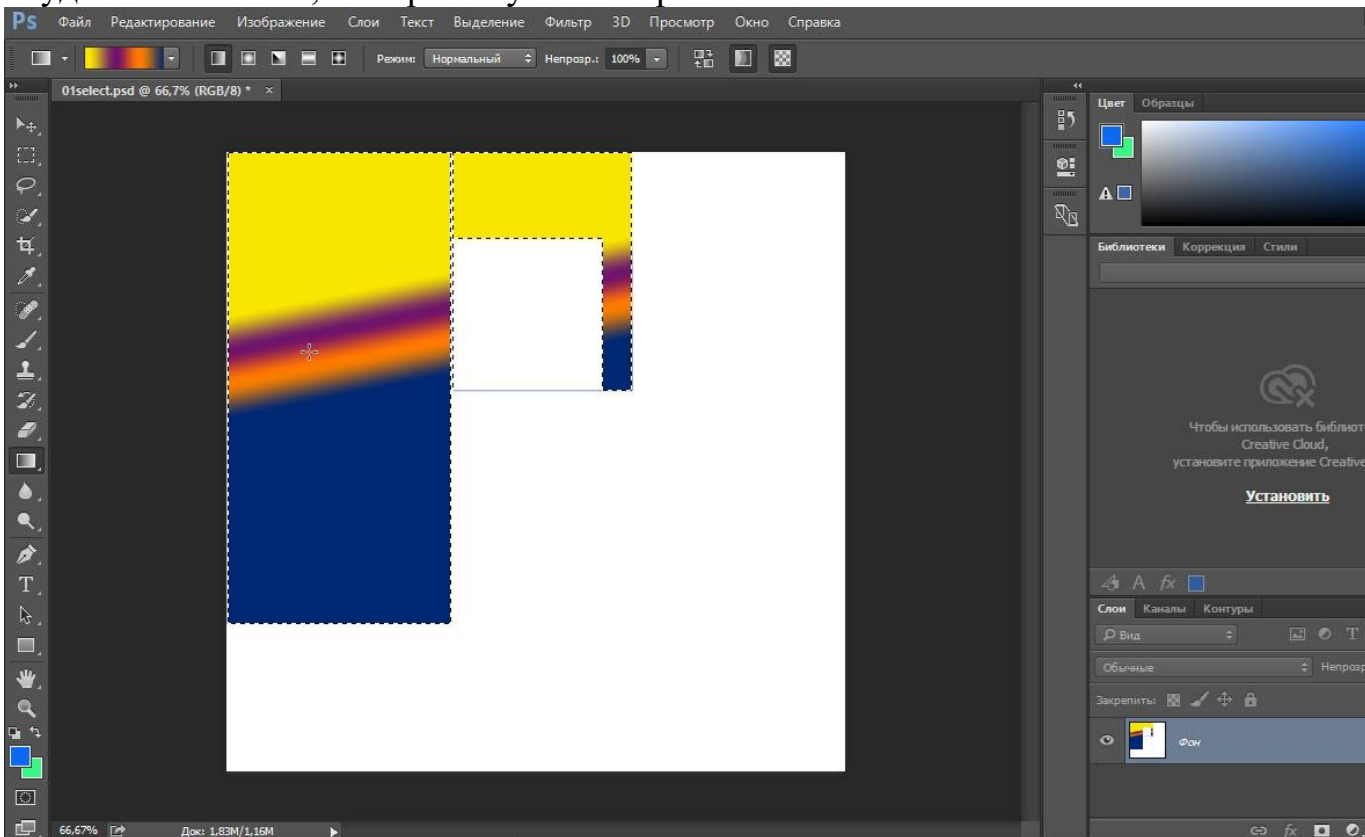 Ps Файл Редактирование Изображение Слои Текст Выделение Фильтр 3D Просмотр Окно Справка
Режим: Нормальный Непрозр.: 100%
01select.psd @ 66,7% (RGB/8) * ×
Цвет Образцы
Библиотеки Коррекция Стили
Чтобы использовать библиот
Creative Cloud,
установите приложение Creative
Установить
Слои Каналы Контуры
Вид
Обычные Непрозр
Закрепить:
Фон
66,67% Док: 1,83M/1,16M